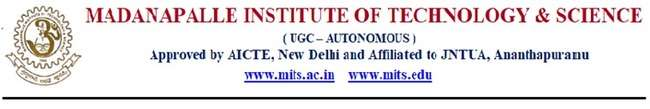 MADANAPALLE INSTITUTE OF TECHNOLOGY & SCIENCE
( UGC – AUTONOMOUS )
Approved by AICTE, New Delhi and Affiliated to JNTUA, Ananthapuramu
www.mits.ac.in www.mits.edu